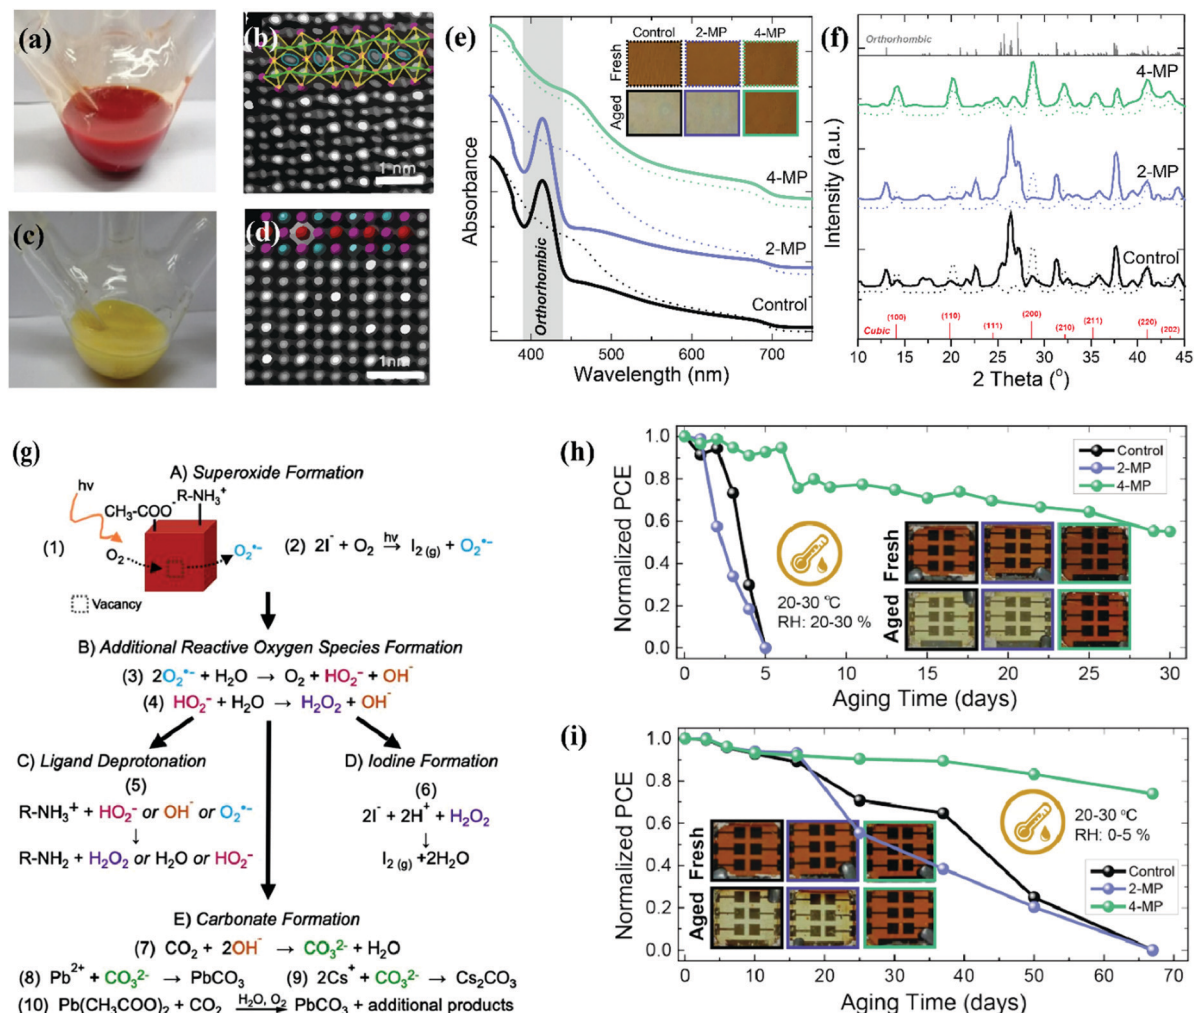 (a)
(b)
1 nm
(c)
(d)
1nm
(e)
Control 2-MP 4-MP
Fresh
Aged
4-MP
2-MP
Control
Orthorhombic
Absorbance
400 500 600 700
Wavelength (nm)
(f)
Orthorhombic
4-MP
2-MP
Control
Cubic
(100) (110) (111) (200) (210) (211) (220) (202)
Intensity (a.u.)
10 15 20 25 30 35 40 45
2 Theta (°)
(g)
A) Superoxide Formation
hν
R-NH₃⁺
CH₃-COO⁻
(1)
O₂
O₂•⁻
Vacancy
(2) 2I⁻ + O₂ hν→ I₂ (g) + O₂•⁻
B) Additional Reactive Oxygen Species Formation
(3) 2O₂•⁻ + H₂O → O₂ + HO₂⁻ + OH⁻
(4) HO₂⁻ + H₂O → H₂O₂ + OH⁻
C) Ligand Deprotonation
(5)
R-NH₃⁺ + HO₂⁻ or OH⁻ or O₂•⁻
↓
R-NH₂ + H₂O₂ or H₂O or HO₂⁻
D) Iodine Formation
(6)
2I⁻ + 2H⁺ + H₂O₂
↓
I₂ (g) +2H₂O
E) Carbonate Formation
(7) CO₂ + 2OH⁻ → CO₃²⁻ + H₂O
(8) Pb²⁺ + CO₃²⁻ → PbCO₃ (9) 2Cs⁺ + CO₃²⁻ → Cs₂CO₃
(10) Pb(CH₃COO)₂ + CO₂ H₂O, O₂→ PbCO₃ + additional products
(h)
Normalized PCE
1.0
0.8
0.6
0.4
0.2
0.0
Control
2-MP
4-MP
20-30 °C
RH: 20-30 %
Fresh
Aged
0 5 10 15 20 25 30
Aging Time (days)
(i)
Normalized PCE
1.0
0.8
0.6
0.4
0.2
0.0
20-30 °C
RH: 0-5 %
Fresh
Aged
Control
2-MP
4-MP
0 5 10 15 20 25 30 35 40 45 50 55 60 65 70
Aging Time (days)